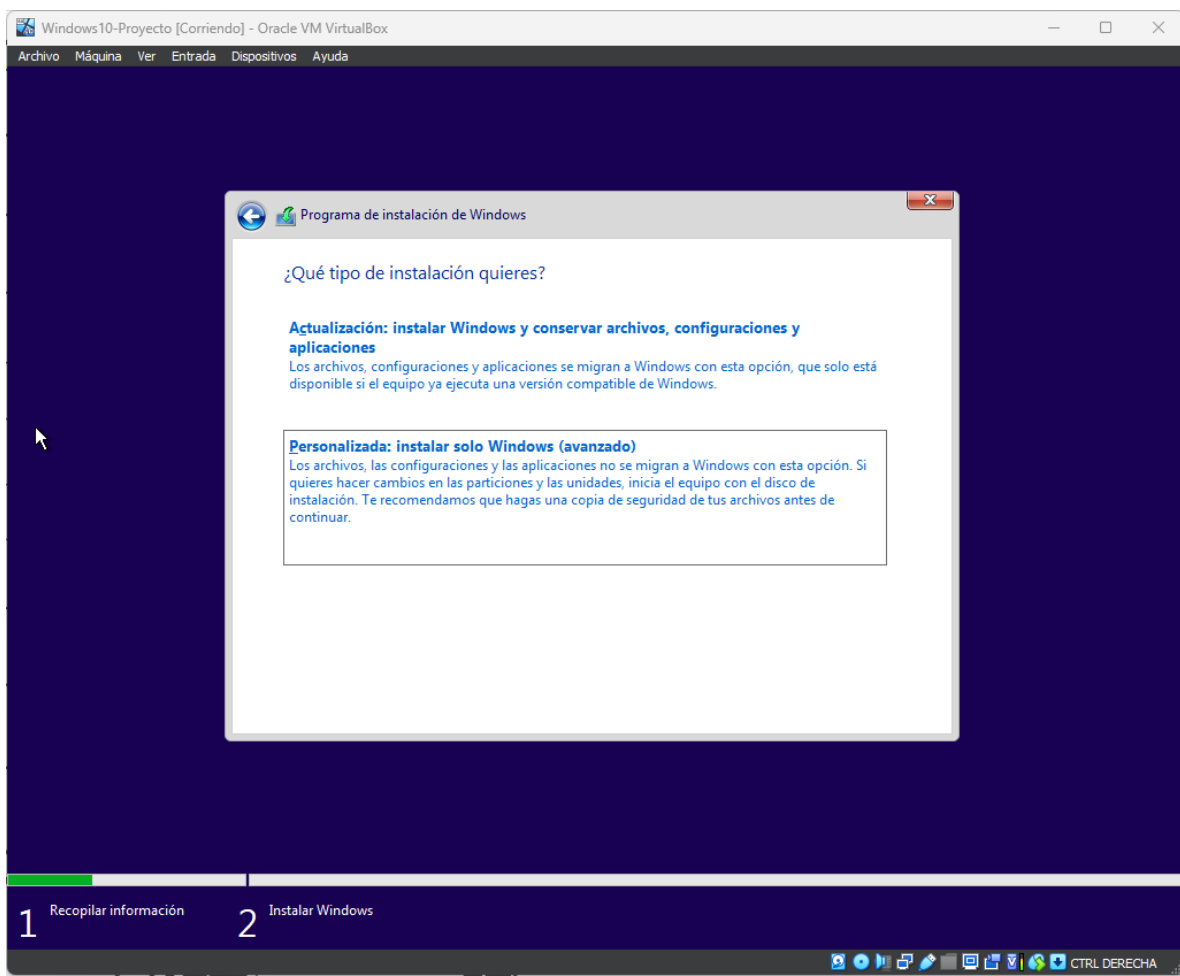 Windows10-Proyecto [Corriendo] - Oracle VM VirtualBox
Archivo Máquina Ver Entrada Dispositivos Ayuda
Programa de instalación de Windows
¿Qué tipo de instalación quieres?
Actualización: instalar Windows y conservar archivos, configuraciones y
aplicaciones
Los archivos, configuraciones y aplicaciones se migran a Windows con esta opción, que solo está
disponible si el equipo ya ejecuta una versión compatible de Windows.
Personalizada: instalar solo Windows (avanzado)
Los archivos, las configuraciones y las aplicaciones no se migran a Windows con esta opción. Si
quieres hacer cambios en las particiones y las unidades, inicia el equipo con el disco de
instalación. Te recomendamos que hagas una copia de seguridad de tus archivos antes de
continuar.
1 Recopilar información 2 Instalar Windows
CTRL DERECHA